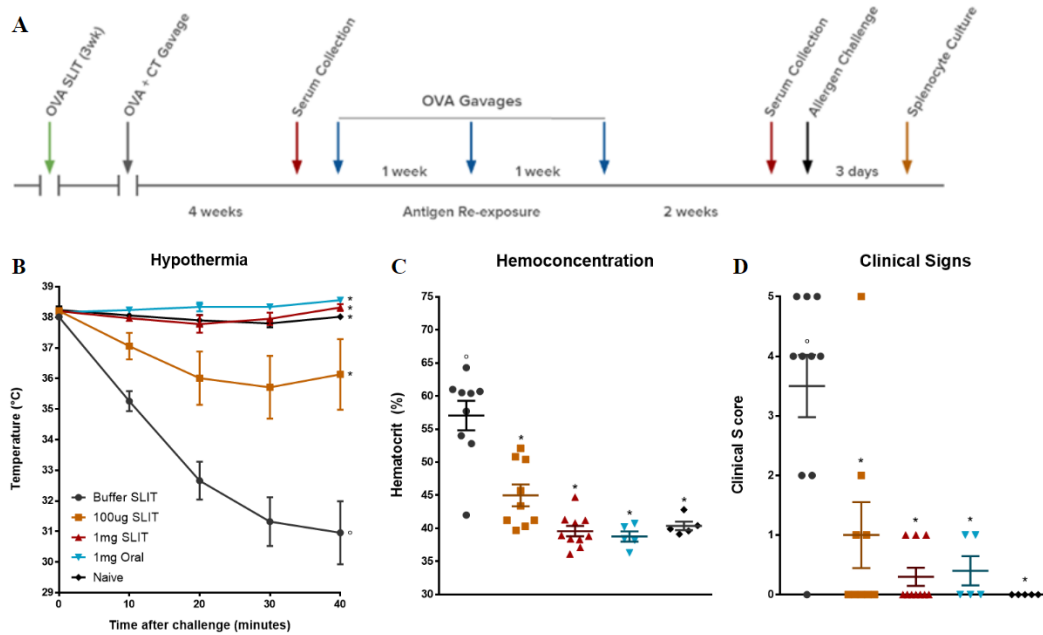 A
OVA SLIT (3wk)
OVA + CT Gavage
Serum Collection
OVA Gavages
Serum Collection
Allergen Challenge
Splenocyte Culture
1 week
1 week
3 days
4 weeks
Antigen Re-exposure
2 weeks
B
Hypothermia
39
38
37
36
35
34
33
32
31
30
29
Temperature (°C)
* 
*
*
*
°
Buffer SLIT
100ug SLIT
1mg SLIT
1mg Oral
Naive
0
10
20
30
40
Time after challenge (minutes)
C
Hemoconcentration
75
70
65
60
55
50
45
40
35
30
Hematocrit (%)
°
*
*
*
*
D
Clinical Signs
5
4
3
2
1
0
Clinical S core
°
*
*
*
*